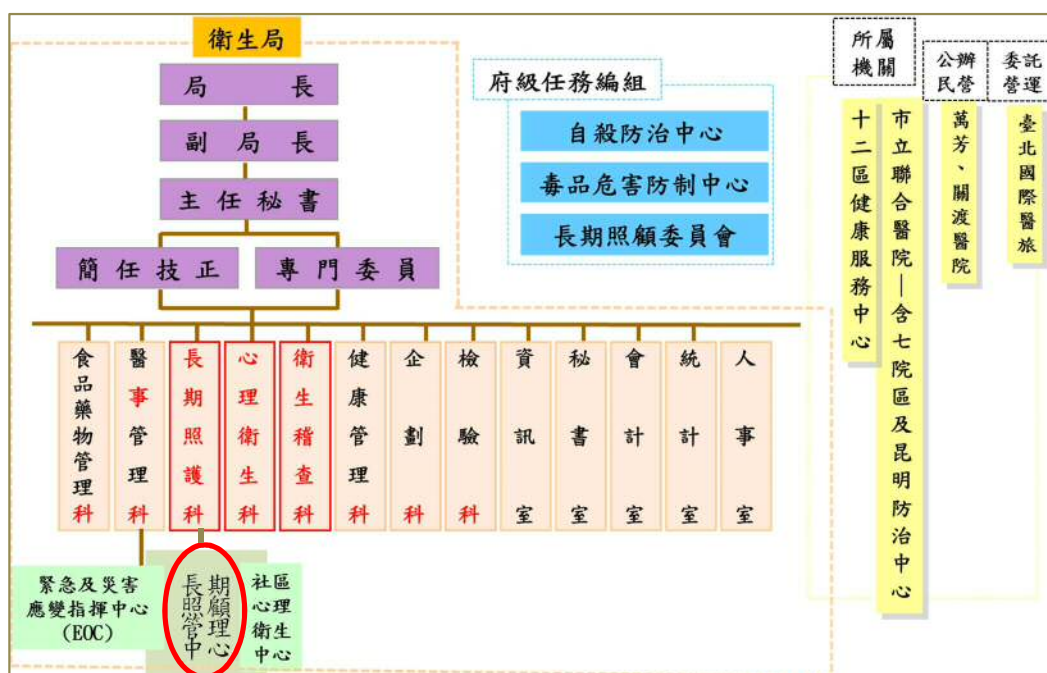 衛生局
局長
副局長
主任秘書
簡任技正
專門委員
府級任務編組
自殺防治中心
毒品危害防制中心
長期照顧委員會
所屬
機關
公辦
民營
委託
營運
十二區健康服務中心
市立聯合醫院—含七院區及昆明防治中心
萬芳、關渡醫院
臺北國際醫旅
食品藥物管理科
醫事管理科
長期照護科
心理衛生科
衛生稽查科
健康管理科
企劃科
檢驗科
資訊室
秘書室
會計室
統計室
人事室
緊急及災害
應變指揮中心
(EOC)
長期
照顧
管理
中心
社區
心理
衛生
中心